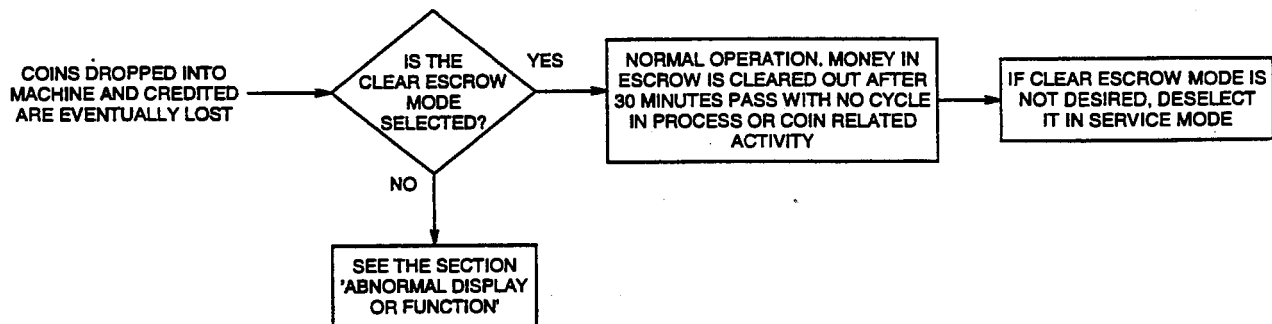 COINS DROPPED INTO
MACHINE AND CREDITED
ARE EVENTUALLY LOST
IS THE
CLEAR ESCROW
MODE
SELECTED?
YES
NORMAL OPERATION. MONEY IN
ESCROW IS CLEARED OUT AFTER
30 MINUTES PASS WITH NO CYCLE
IN PROCESS OR COIN RELATED
ACTIVITY
IF CLEAR ESCROW MODE IS
NOT DESIRED, DESELECT
IT IN SERVICE MODE
NO
SEE THE SECTION
'ABNORMAL DISPLAY
OR FUNCTION'